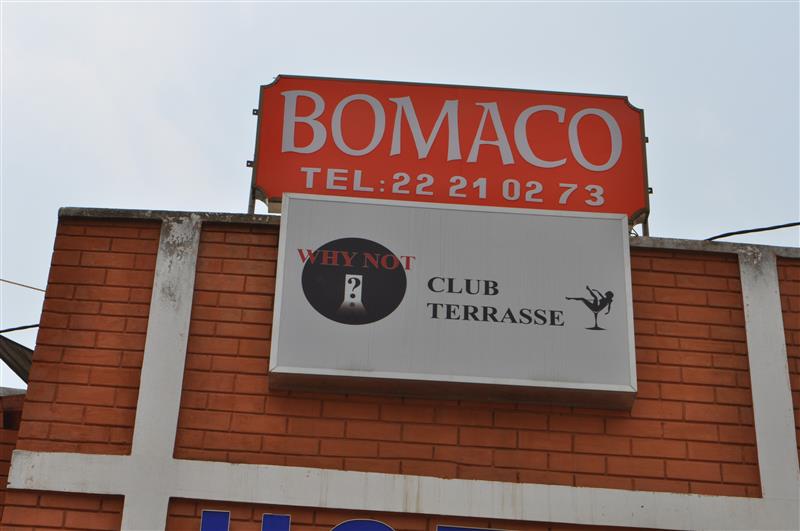 BOMACO
TEL: 22 21 02 73
WHY NOT
?
CLUB
TERRASSE